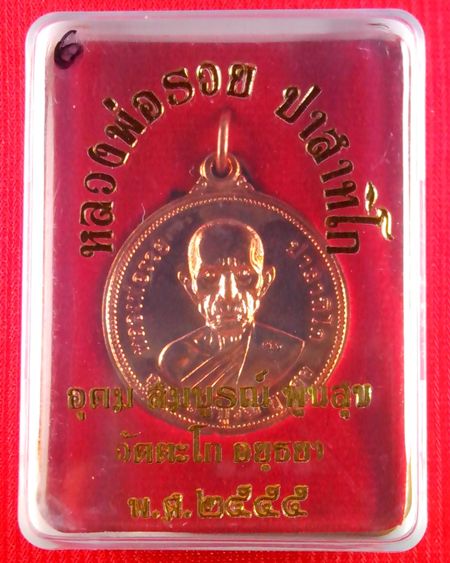 6
หลวงพ่อรวย ปาสาทิโก
อุดม สมบูรณ์ พูนสุข
วัดตะโก อยุธยา
พ.ศ.๒๕๕๕